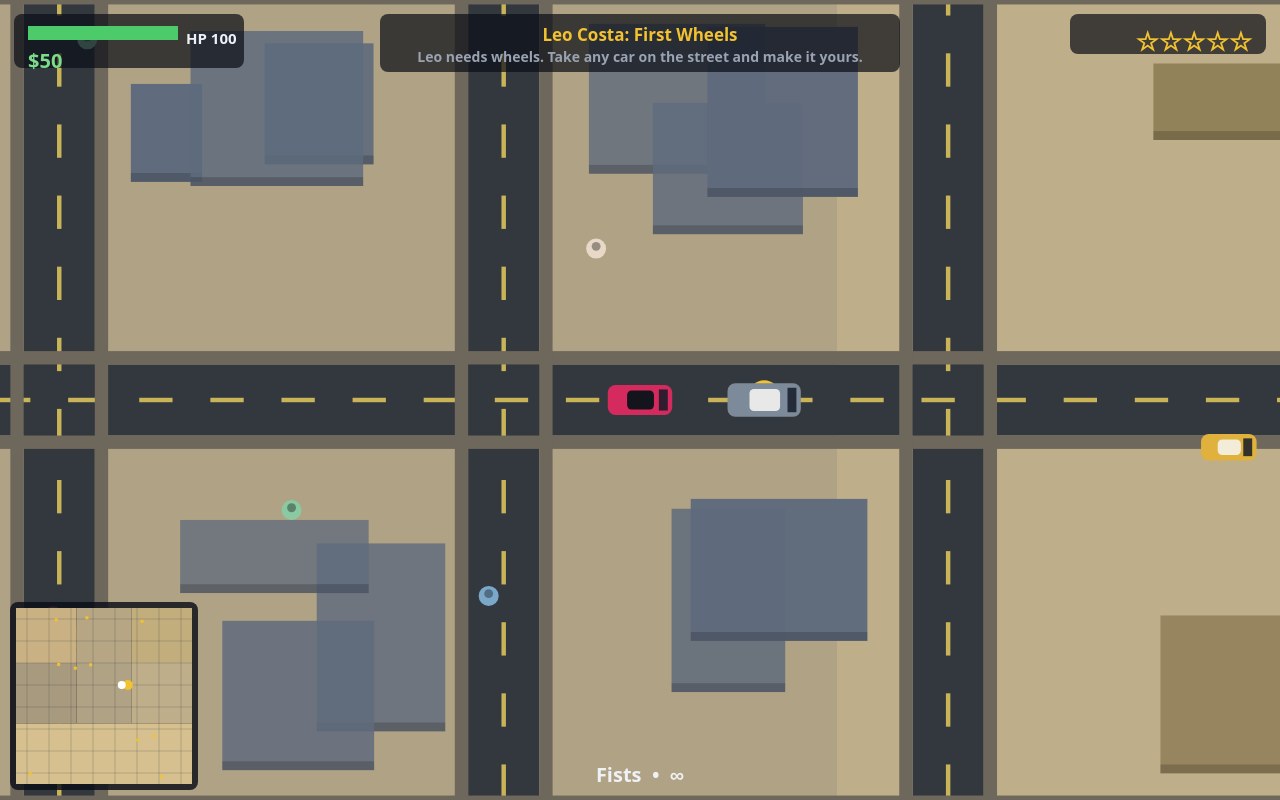 HP 100
$50
Leo Costa: First Wheels
Leo needs wheels. Take any car on the street and make it yours.
☆☆☆☆☆
Fists • ∞